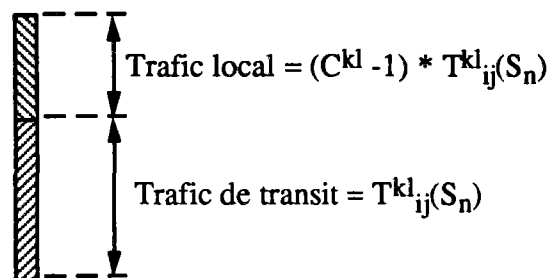 Trafic local = (C^kl -1) * T^kl_ij(S_n)
Trafic de transit = T^kl_ij(S_n)